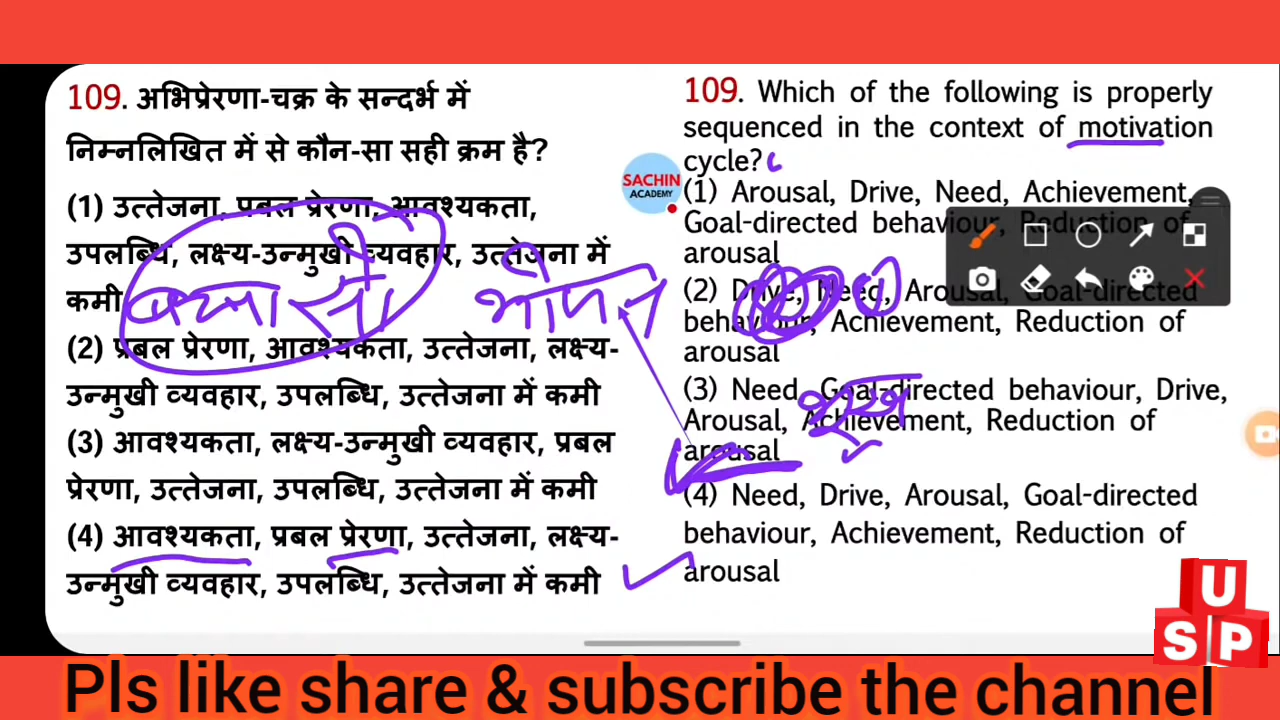 109. अभिप्रेरणा-चक्र के सन्दर्भ में
निम्नलिखित में से कौन-सा सही क्रम है?
(1) उत्तेजना, प्रबल प्रेरणा, आवश्यकता,
उपलब्धि, लक्ष्य-उन्मुखी व्यवहार, उत्तेजना में
कमी
(2) प्रबल प्रेरणा, आवश्यकता, उत्तेजना, लक्ष्य-
उन्मुखी व्यवहार, उपलब्धि, उत्तेजना में कमी
(3) आवश्यकता, लक्ष्य-उन्मुखी व्यवहार, प्रबल
प्रेरणा, उत्तेजना, उपलब्धि, उत्तेजना में कमी
(4) आवश्यकता, प्रबल प्रेरणा, उत्तेजना, लक्ष्य-
उन्मुखी व्यवहार, उपलब्धि, उत्तेजना में कमी
भोजन
SACHIN
ACADEMY
109. Which of the following is properly
sequenced in the context of motivation
cycle?
(1) Arousal, Drive, Need, Achievement,
Goal-directed behaviour, Reduction of
arousal
(2) Drive, Need, Arousal, Goal-directed
behaviour, Achievement, Reduction of
arousal
(3) Need, Goal-directed behaviour, Drive,
Arousal, Achievement, Reduction of
arousal
भूख
(4) Need, Drive, Arousal, Goal-directed
behaviour, Achievement, Reduction of
arousal
U
S P
Pls like share & subscribe the channel